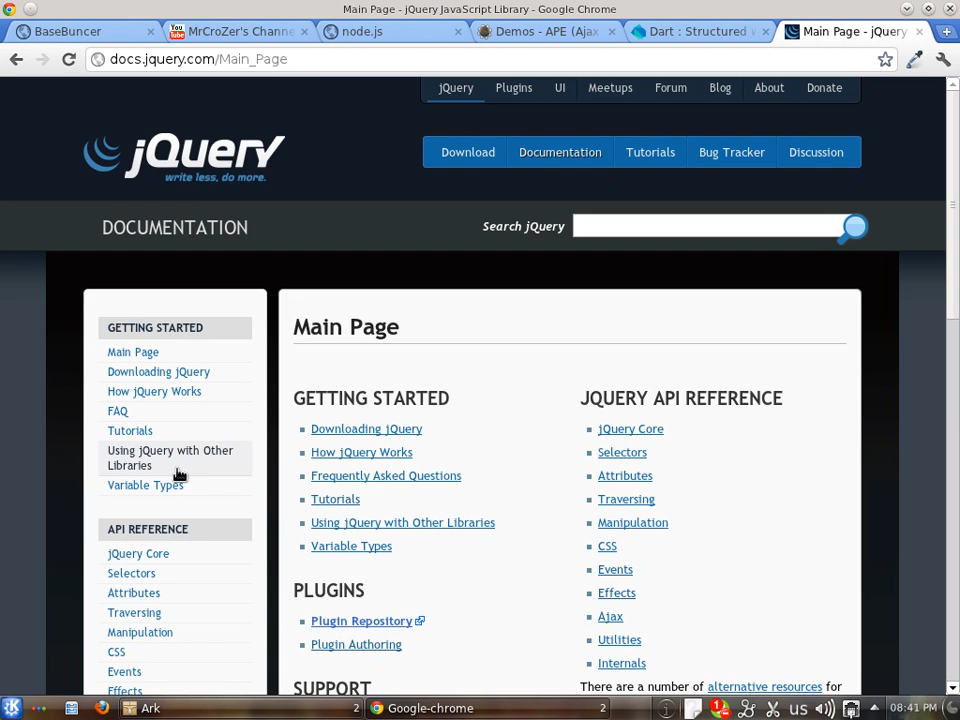 Main Page - jQuery JavaScript Library - Google Chrome
BaseBuncer
MrCroZer's Channe
node.js
Demos - APE (Ajax
Dart : Structured w
Main Page - jQuery
docs.jquery.com/Main_Page
jQuery Plugins UI Meetups Forum Blog About Donate
jQuery
write less, do more.
Download Documentation Tutorials Bug Tracker Discussion
DOCUMENTATION
Search jQuery
GETTING STARTED
Main Page
Downloading jQuery
How jQuery Works
FAQ
Tutorials
Using jQuery with Other
Libraries
Variable Types
API REFERENCE
jQuery Core
Selectors
Attributes
Traversing
Manipulation
CSS
Events
Effects
Main Page
GETTING STARTED
Downloading jQuery
How jQuery Works
Frequently Asked Questions
Tutorials
Using jQuery with Other Libraries
Variable Types
PLUGINS
Plugin Repository
Plugin Authoring
SUPPORT
JQUERY API REFERENCE
jQuery Core
Selectors
Attributes
Traversing
Manipulation
CSS
Events
Effects
Ajax
Utilities
Internals
There are a number of alternative resources for
Ark 2
Google-chrome 2
1
us
08:41 PM